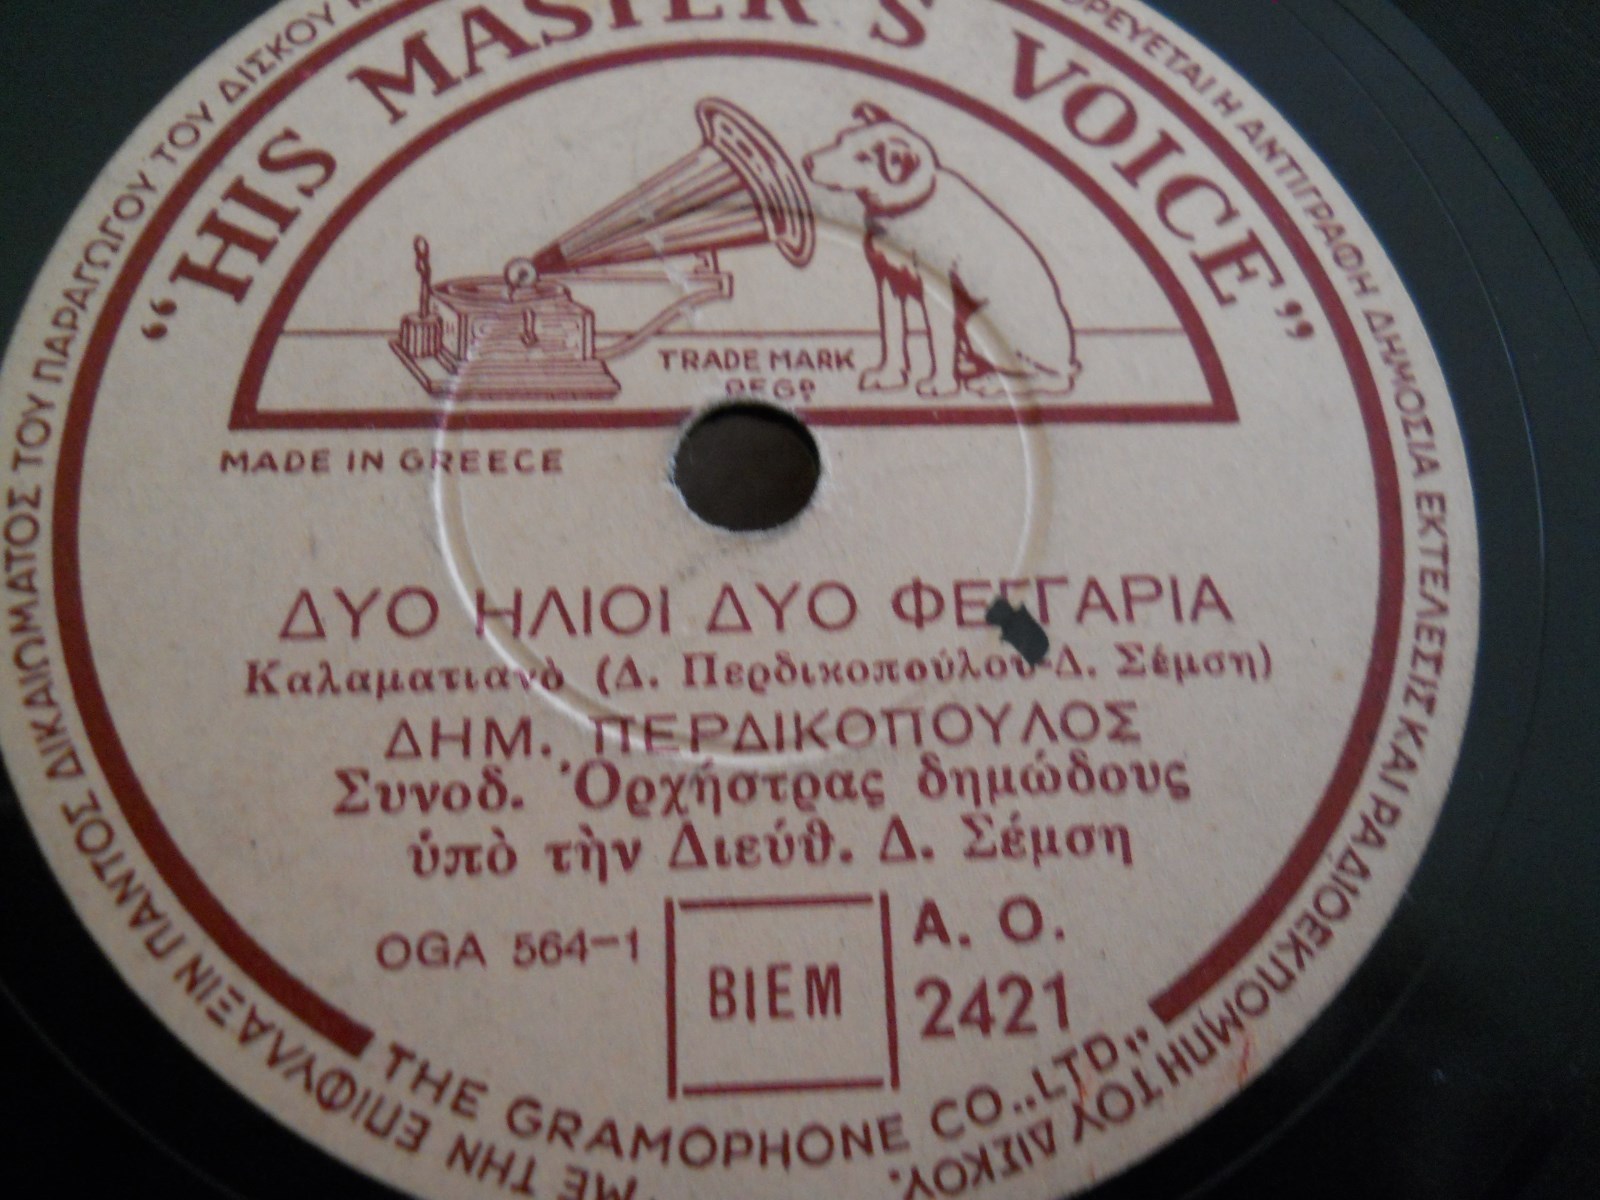 "HIS MASTER'S VOICE"
TRADE MARK
REGD
MADE IN GREECE
ΔΥΟ ΗΛΙΟΙ ΔΥΟ ΦΕΓΓΑΡΙΑ
Καλαματιανὸ (Δ. Περδικοπούλου-Δ. Σέμση)
ΔΗΜ. ΠΕΡΔΙΚΟΠΟΥΛΟΣ
Συνοδ. Ὀρχήστρας δημώδους
ὑπὸ τὴν Διεύθ. Δ. Σέμση
OGA 564-1
BIEM
A. O.
2421
THE GRAMOPHONE CO., LTD.,
ΜΕ ΤΗΝ ΕΠΙΦΥΛΑΞΙΝ ΠΑΝΤΟΣ ΔΙΚΑΙΩΜΑΤΟΣ ΤΟΥ ΠΑΡΑΓΩΓΟΥ ΤΟΥ ΔΙΣΚΟΥ
Η ΑΝΤΙΓΡΑΦΗ ΔΗΜΟΣΙΑ ΕΚΤΕΛΕΣΙΣ ΚΑΙ ΡΑΔΙΟΕΚΠΟΜΠΗ ΤΟΥ ΔΙΣΚΟΥ.